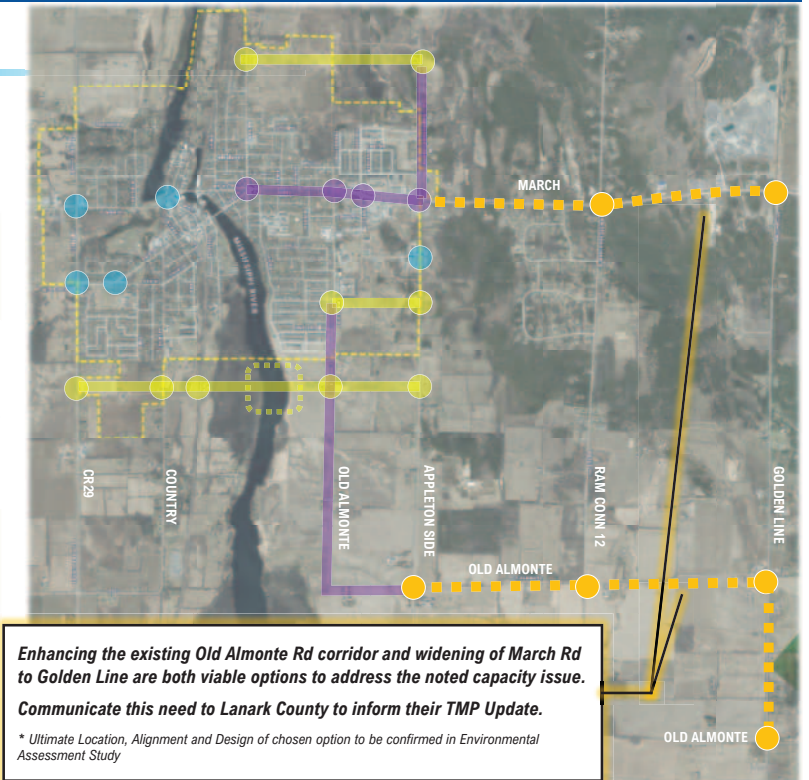 MARCH
MISSISSIPPI RIVER
CR29
COUNTRY
OLD ALMONTE
APPLETON SIDE
RAM CONN 12
GOLDEN LINE
OLD ALMONTE
Enhancing the existing Old Almonte Rd corridor and widening of March Rd
to Golden Line are both viable options to address the noted capacity issue.
Communicate this need to Lanark County to inform their TMP Update.
* Ultimate Location, Alignment and Design of chosen option to be confirmed in Environmental
Assessment Study
OLD ALMONTE